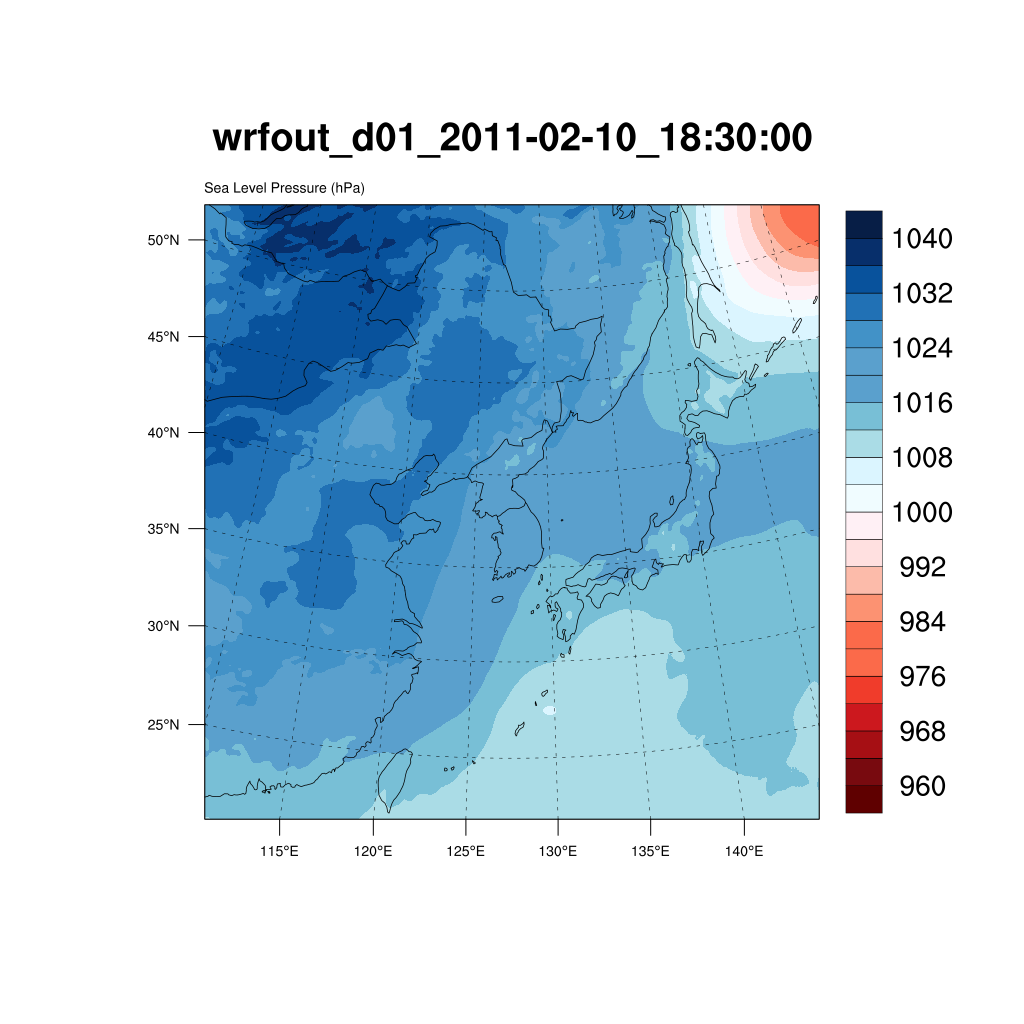 wrfout_d01_2011-02-10_18:30:00
Sea Level Pressure (hPa)
50°N
45°N
40°N
35°N
30°N
25°N
115°E 120°E 125°E 130°E 135°E 140°E
1040
1032
1024
1016
1008
1000
992
984
976
968
960